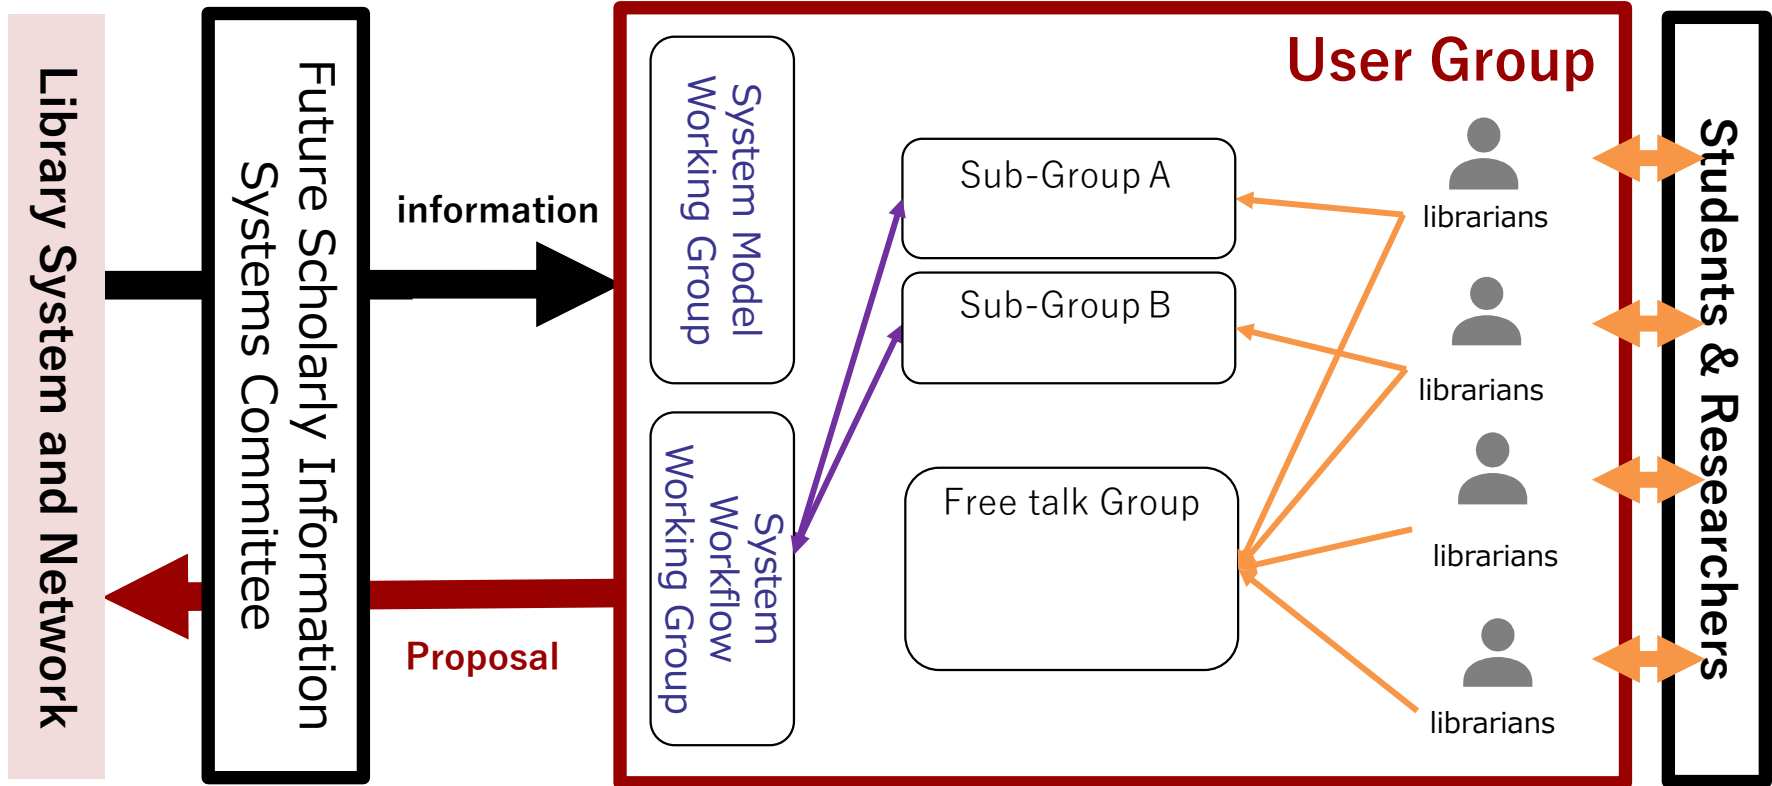 Library System and Network
Future Scholarly Information
Systems Committee
information
Proposal
User Group
System Model
Working Group
System
Workflow
Working Group
Sub-Group A
Sub-Group B
Free talk Group
librarians
librarians
librarians
librarians
Students & Researchers